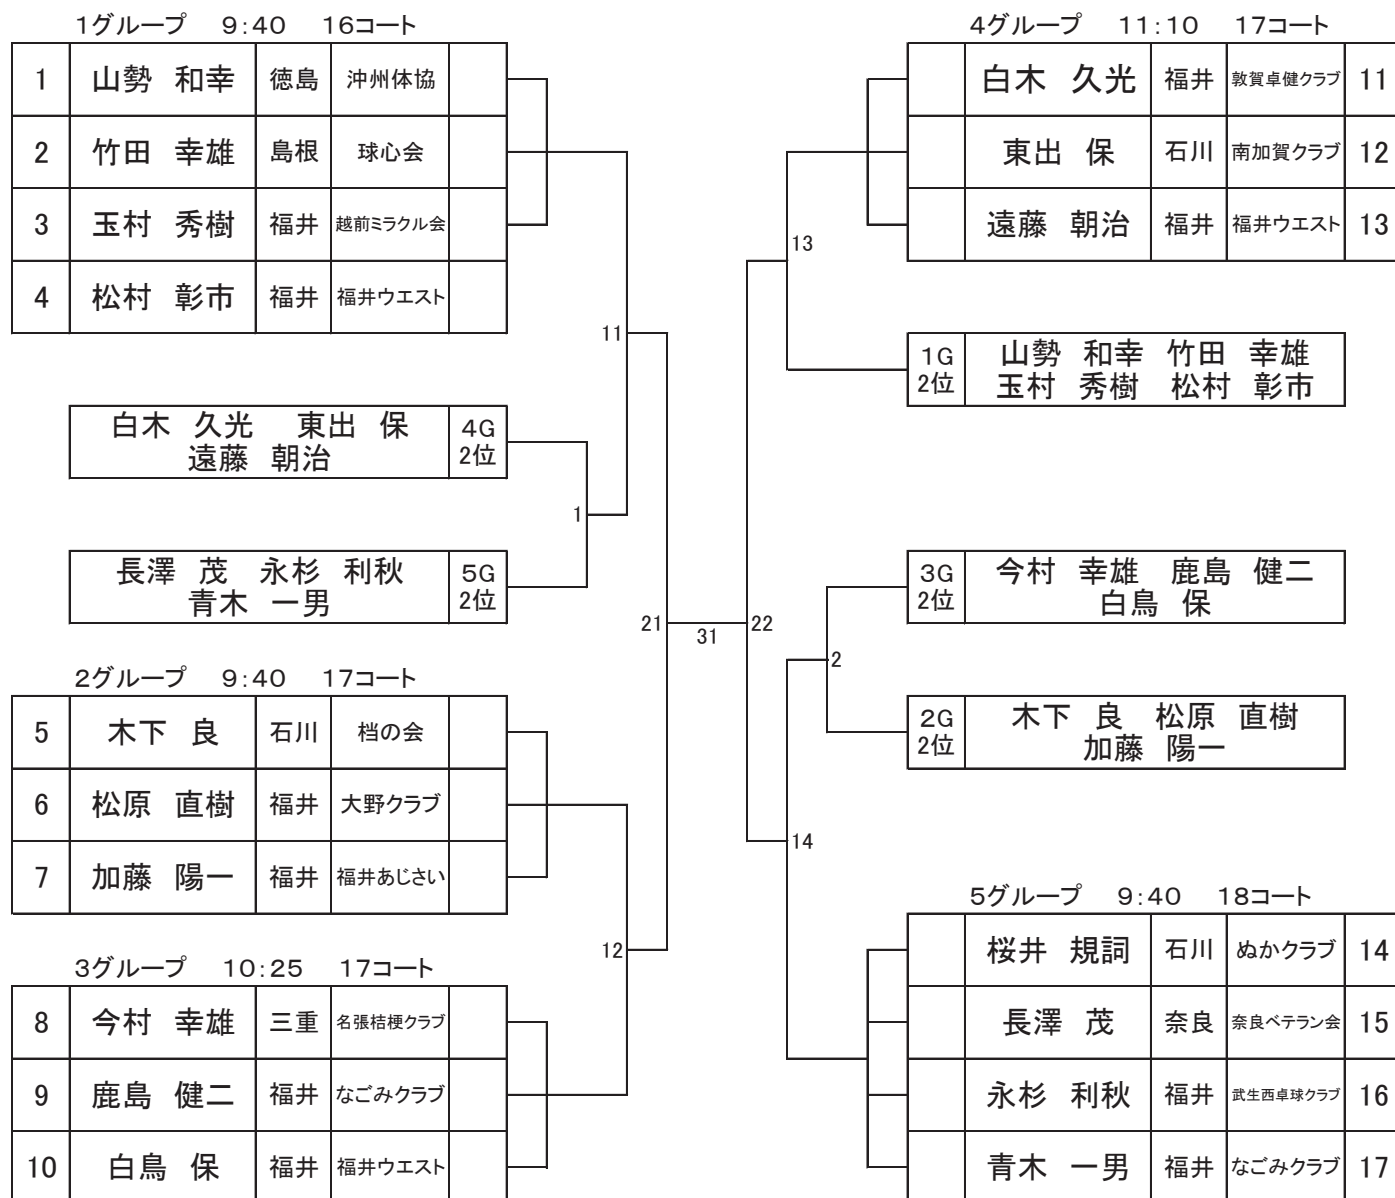 1グループ　9:40　16コート
1 山勢 和幸 徳島 沖州体協
2 竹田 幸雄 島根 球心会
3 玉村 秀樹 福井 越前ミラクル会
4 松村 彰市 福井 福井ウエスト
11
白木 久光 東出 保
遠藤 朝治
4G
2位
1
長澤 茂 永杉 利秋
青木 一男
5G
2位
21
31
2グループ　9:40　17コート
5 木下 良 石川 档の会
6 松原 直樹 福井 大野クラブ
7 加藤 陽一 福井 福井あじさい
12
3グループ　10:25　17コート
8 今村 幸雄 三重 名張桔梗クラブ
9 鹿島 健二 福井 なごみクラブ
10 白鳥 保 福井 福井ウエスト
4グループ　11:10　17コート
白木 久光 福井 敦賀卓健クラブ 11
東出 保 石川 南加賀クラブ 12
遠藤 朝治 福井 福井ウエスト 13
13
1G
2位
山勢 和幸 竹田 幸雄
玉村 秀樹 松村 彰市
22
3G
2位
今村 幸雄 鹿島 健二
白鳥 保
2
2G
2位
木下 良 松原 直樹
加藤 陽一
14
5グループ　9:40　18コート
桜井 規詞 石川 ぬかクラブ 14
長澤 茂 奈良 奈良ベテラン会 15
永杉 利秋 福井 武生西卓球クラブ 16
青木 一男 福井 なごみクラブ 17